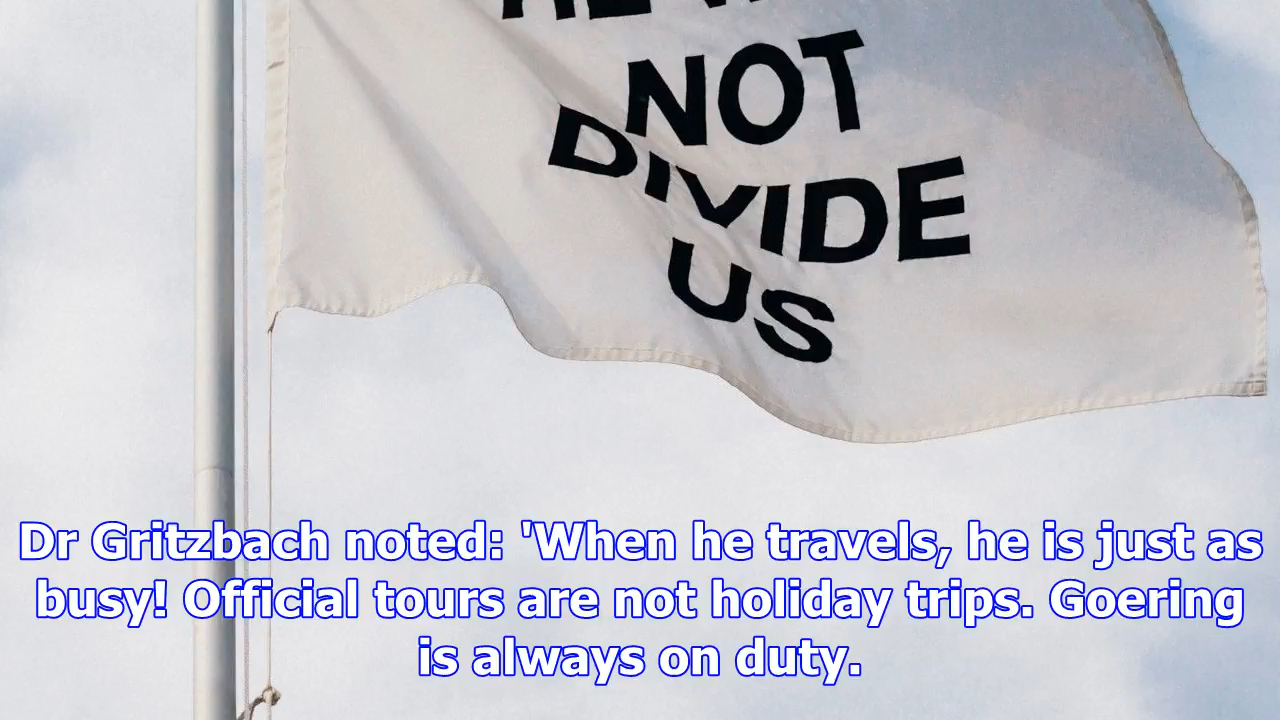 NOT
DIVIDE
US
Dr Gritzbach noted: 'When he travels, he is just as
busy! Official tours are not holiday trips. Goering
is always on duty.